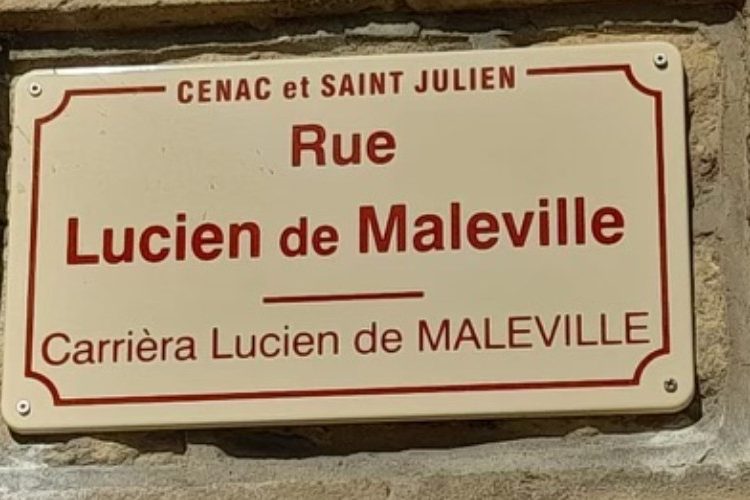 CENAC et SAINT JULIEN
Rue
Lucien de Maleville
Carrièra Lucien de MALEVILLE